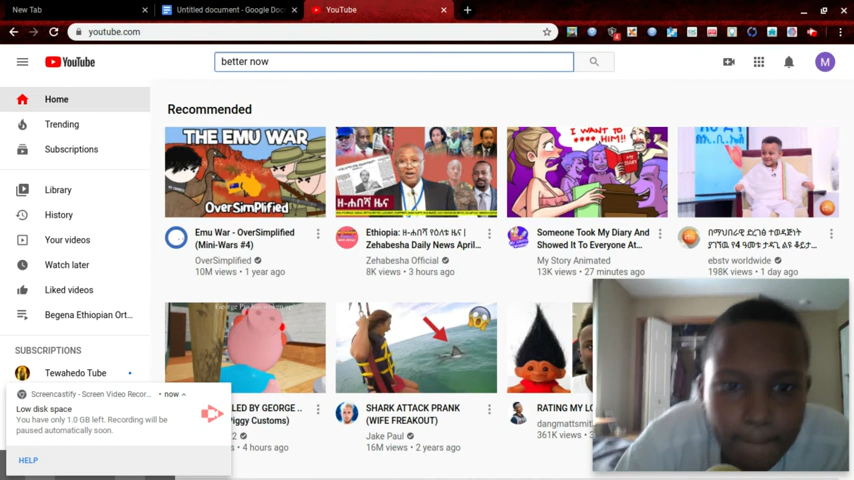 New Tab
Untitled document - Google Doc
YouTube
youtube.com
YouTube
better now
M
Home
Trending
Subscriptions
Library
History
Your videos
Watch later
Liked videos
Begena Ethiopian Ort...
SUBSCRIPTIONS
Tewahedo Tube
Recommended
THE EMU WAR
OverSimplified
Emu War - OverSimplified
(Mini-Wars #4)
OverSimplified
10M views • 1 year ago
ዘ-ሐበሻ ዜና
Ethiopia: ዘ-ሐበሻ የዕለቱ ዜና |
Zehabesha Daily News April...
Zehabesha Official
8K views • 3 hours ago
I WANT TO
**** HIM!!
Someone Took My Diary And
Showed It To Everyone At...
My Story Animated
13K views • 27 minutes ago
ebstv worldwide
198K views • 1 day ago
LED BY GEORGE ..
Piggy Customs)
4 hours ago
SHARK ATTACK PRANK
(WIFE FREAKOUT)
Jake Paul
16M views • 2 years ago
RATING MY LO
dangmattsmit
361K views •
Screencastify - Screen Video Recor... • now
Low disk space
You have only 1.0 GB left. Recording will be
paused automatically soon.
HELP